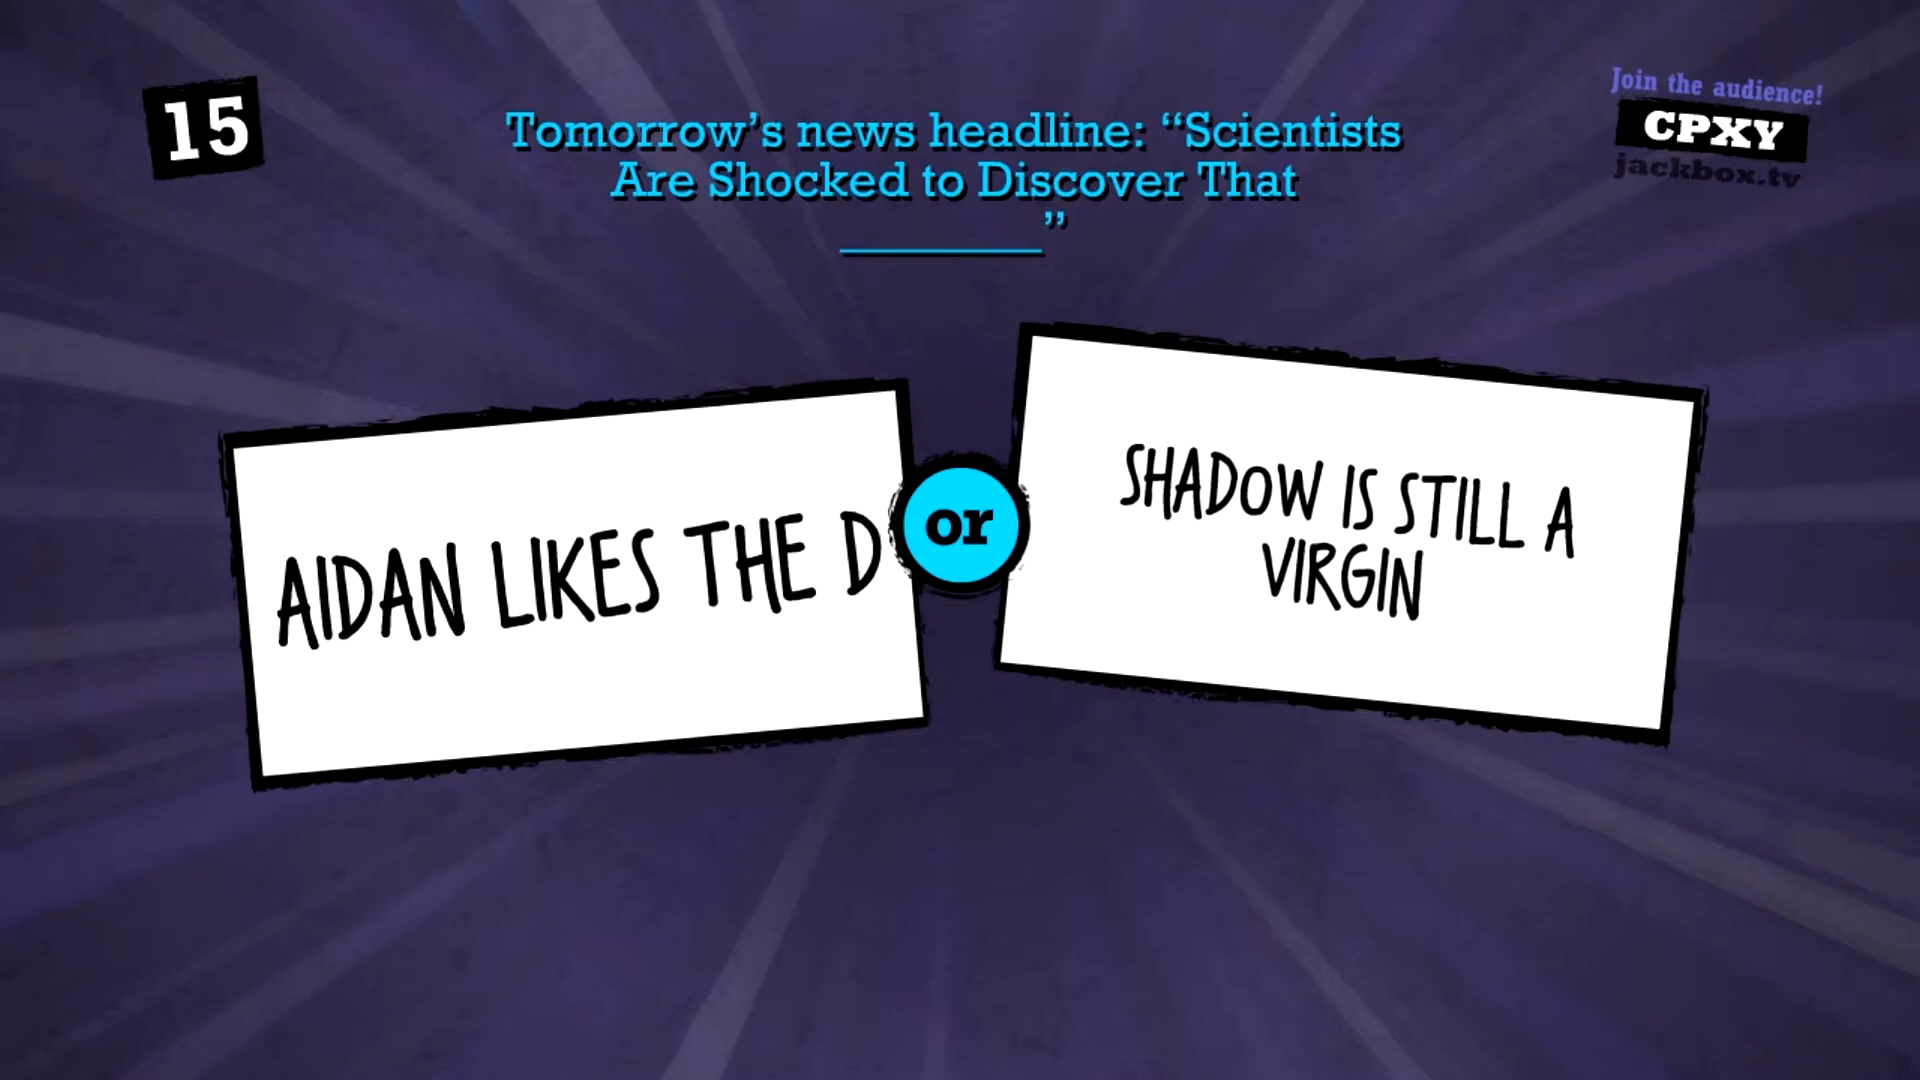 15
Tomorrow’s news headline: “Scientists
Are Shocked to Discover That
________”
Join the audience!
CPXY
jackbox.tv
AIDAN LIKES THE D
or
SHADOW IS STILL A
VIRGIN